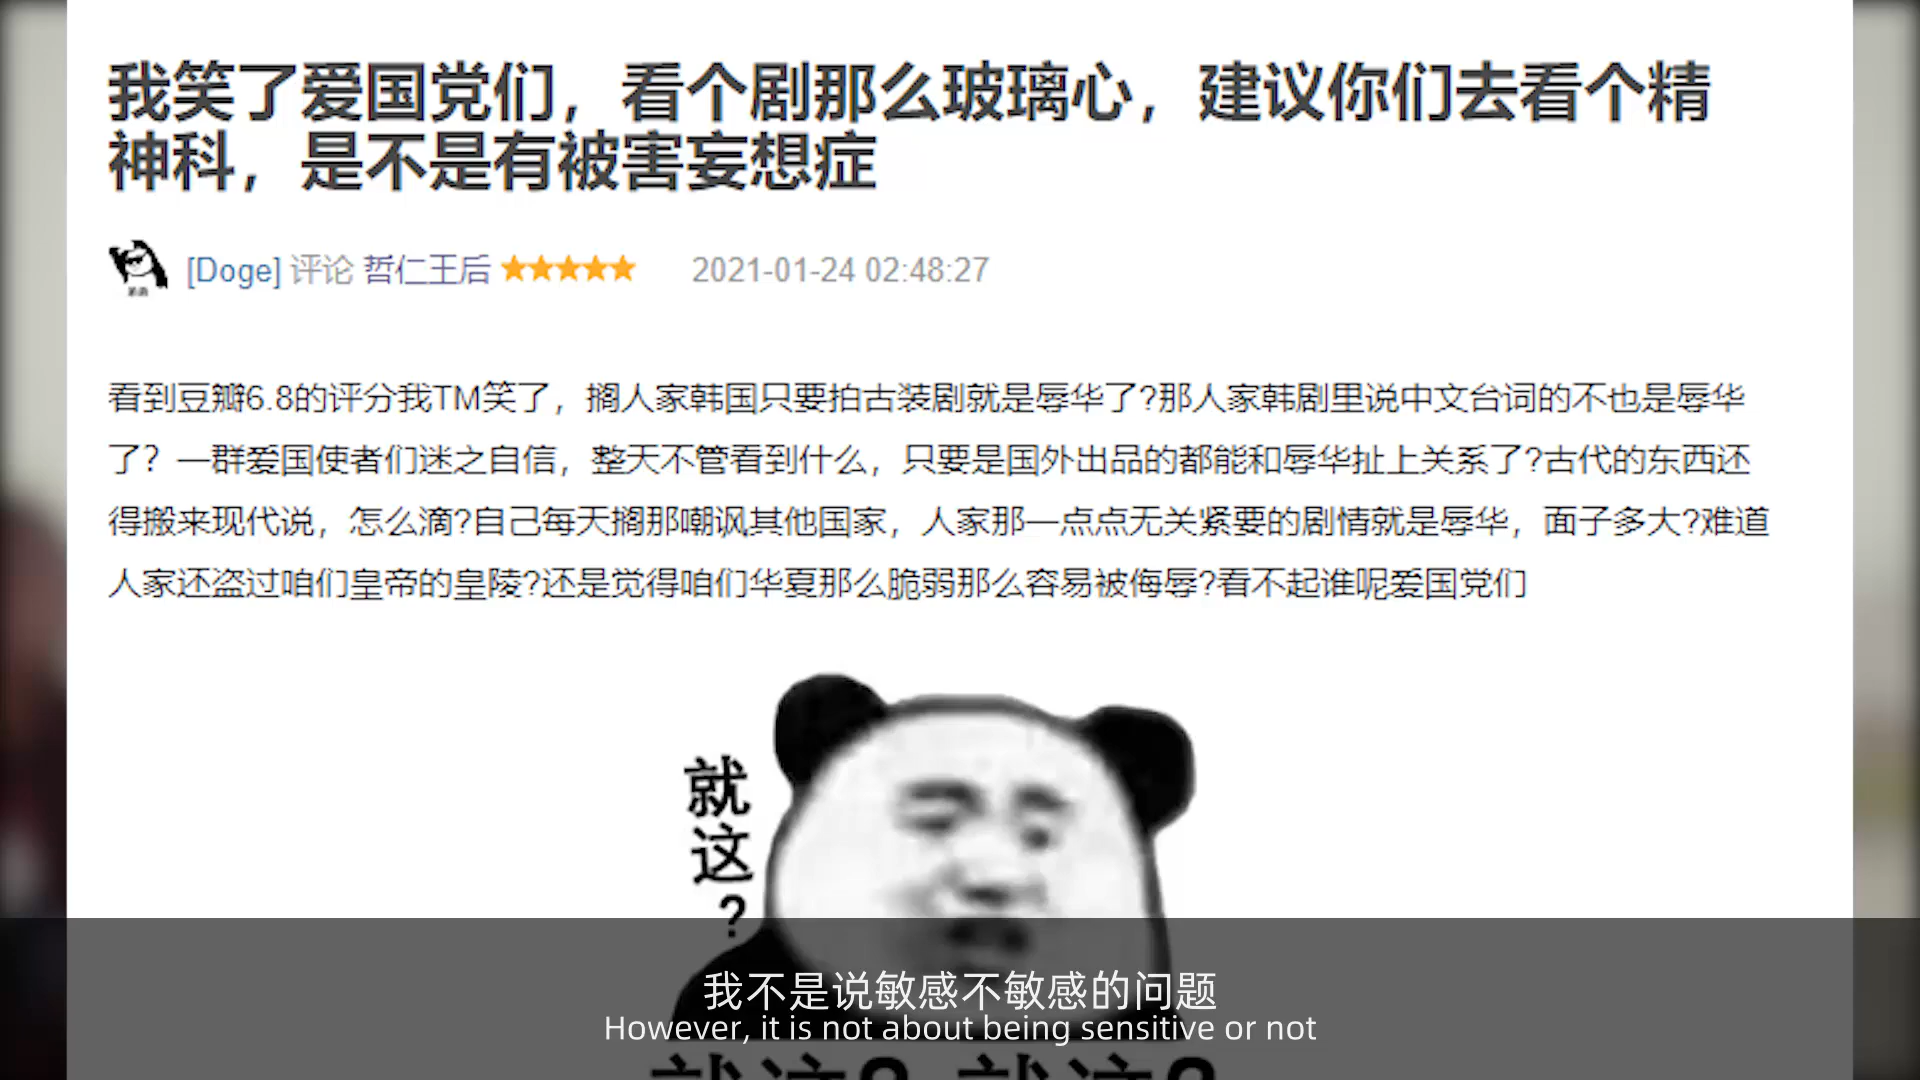 我笑了爱国党们，看个剧那么玻璃心，建议你们去看个精
神科，是不是有被害妄想症
[Doge] 评论 哲仁王后 2021-01-24 02:48:27
看到豆瓣6.8的评分我TM笑了，搁人家韩国只要拍古装剧就是辱华了?那人家韩剧里说中文台词的不也是辱华
了？一群爱国使者们迷之自信，整天不管看到什么，只要是国外出品的都能和辱华扯上关系了?古代的东西还
得搬来现代说，怎么滴?自己每天搁那嘲讽其他国家，人家那一点点无关紧要的剧情就是辱华，面子多大?难道
人家还盗过咱们皇帝的皇陵?还是觉得咱们华夏那么脆弱那么容易被侮辱?看不起谁呢爱国党们
就
这
?
我不是说敏感不敏感的问题
However, it is not about being sensitive or not
就这? 就这?